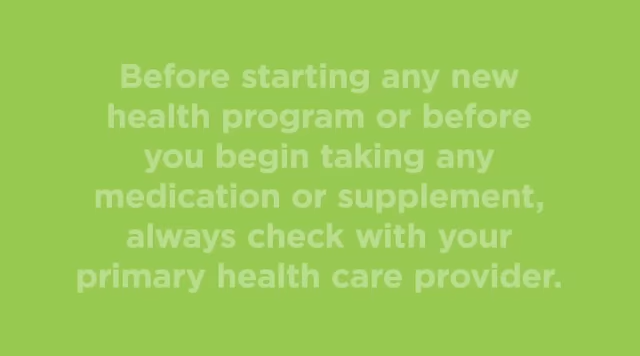 Before starting any new
health program or before
you begin taking any
medication or supplement,
always check with your
primary health care provider.